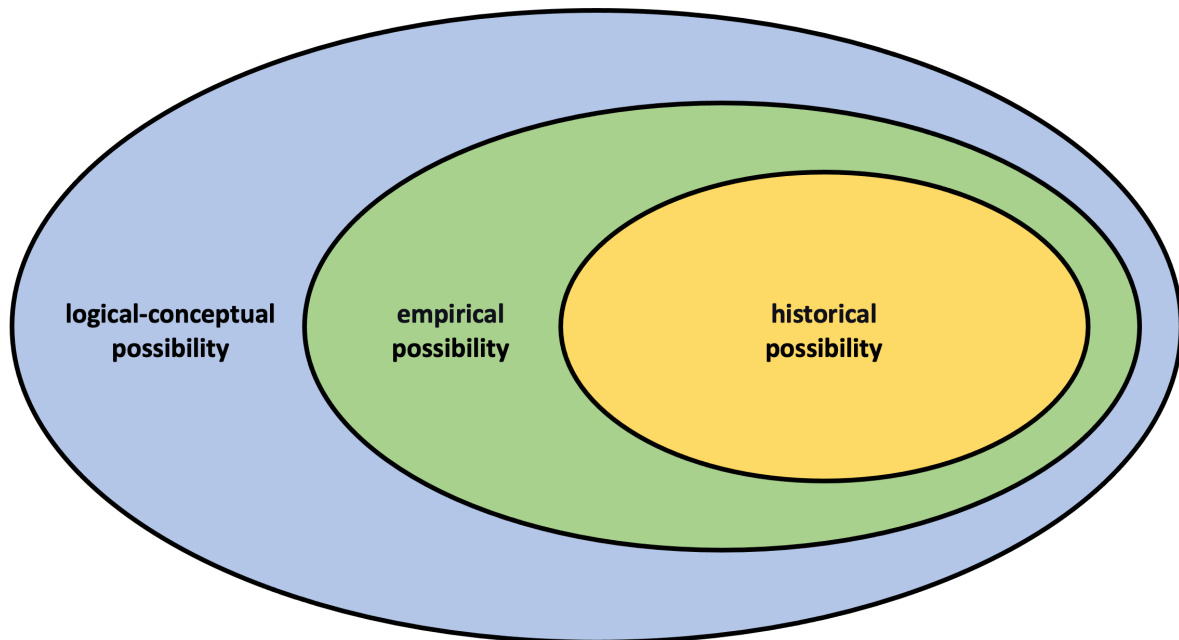 logical-conceptual
possibility
empirical
possibility
historical
possibility